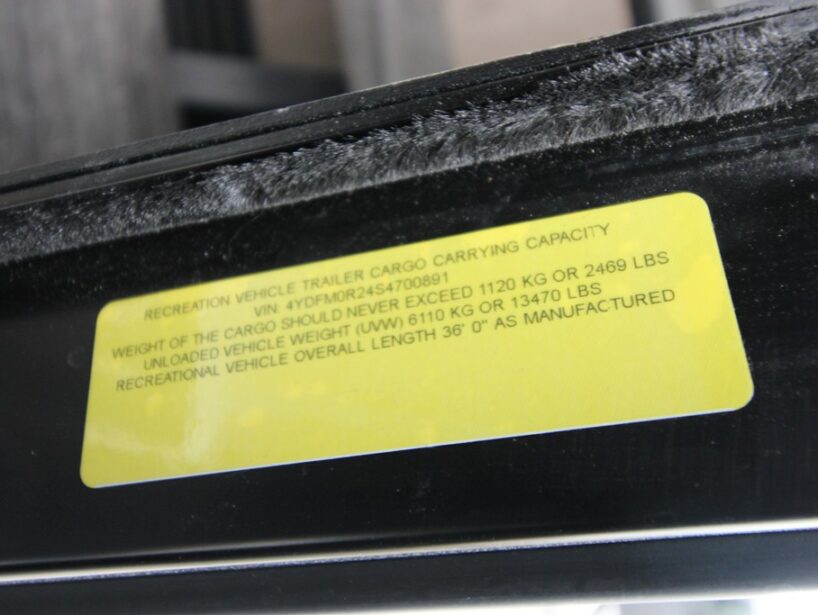 RECREATION VEHICLE TRAILER CARGO CARRYING CAPACITY
VIN: 4YDFM0R24S4700891
WEIGHT OF THE CARGO SHOULD NEVER EXCEED 1120 KG OR 2469 LBS
UNLOADED VEHICLE WEIGHT (UVW) 6110 KG OR 13470 LBS
RECREATIONAL VEHICLE OVERALL LENGTH 36' 0" AS MANUFACTURED